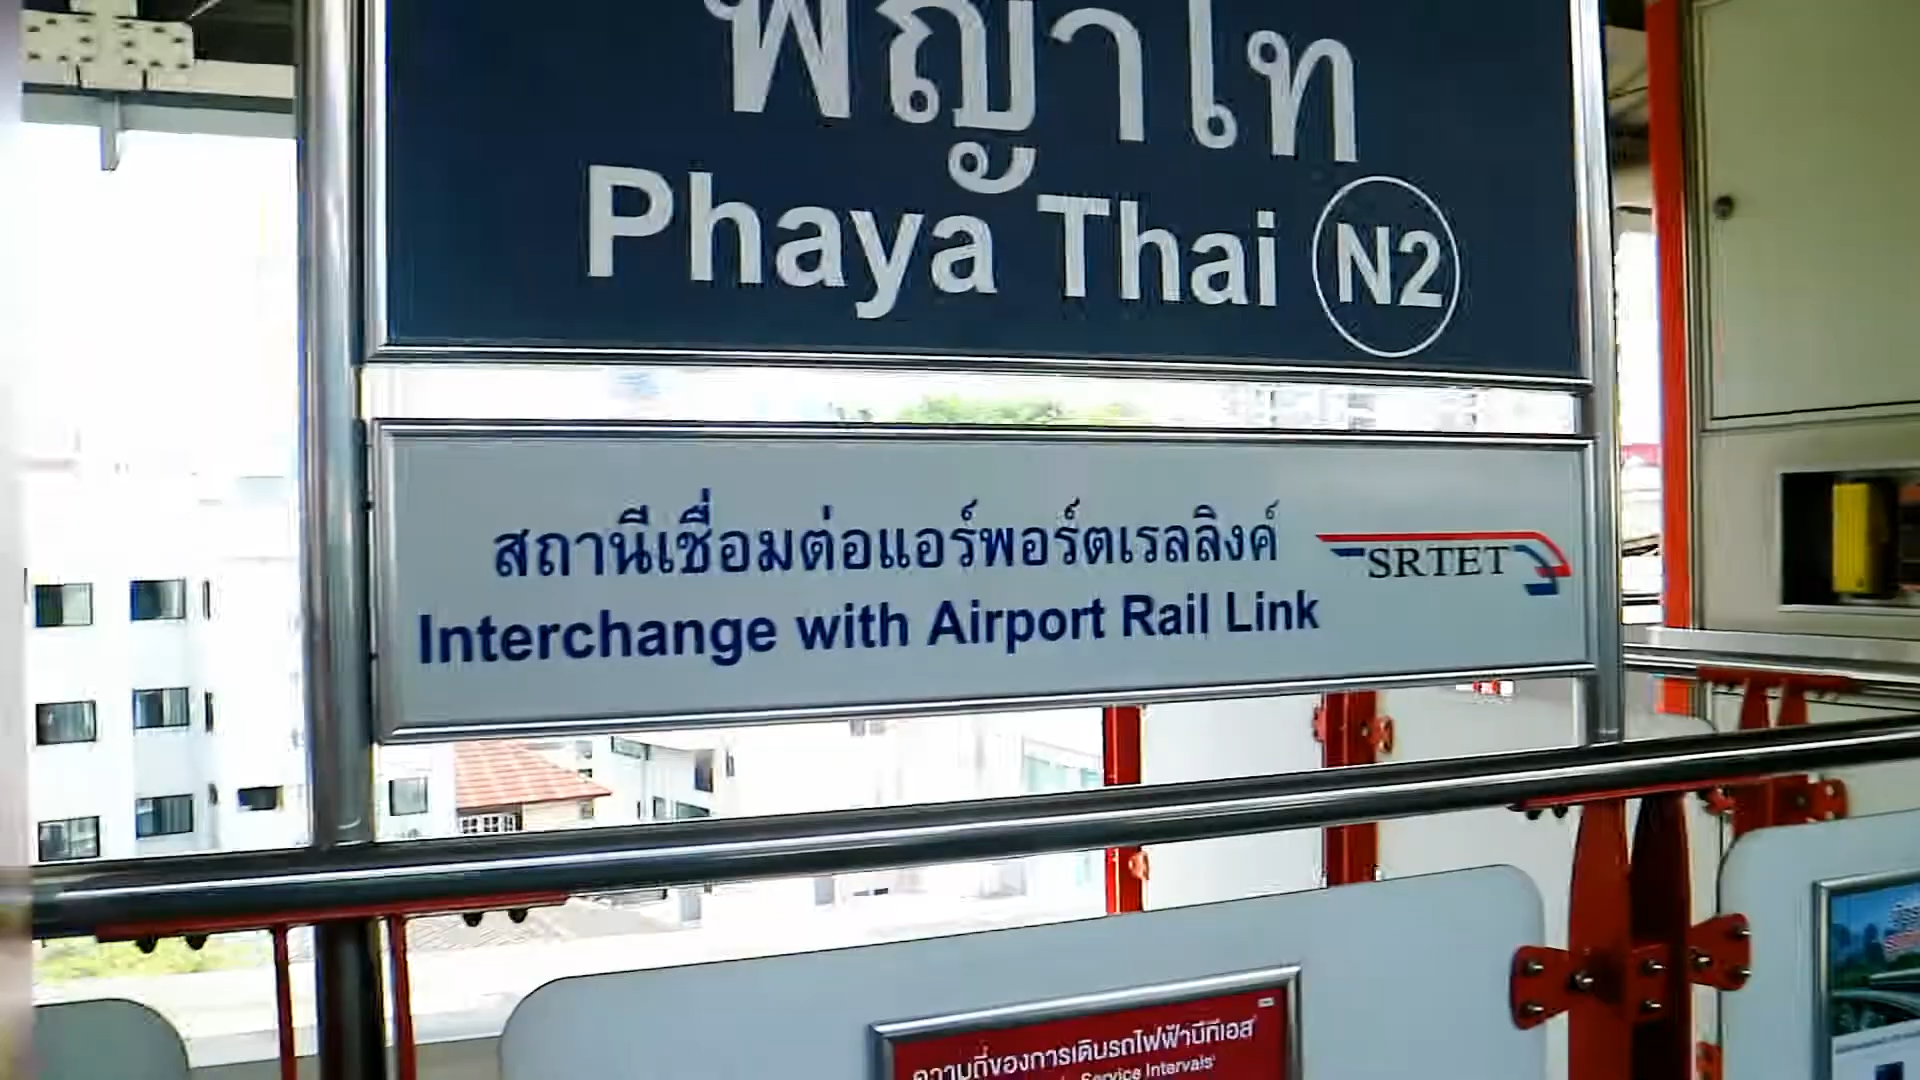 พญาไท
Phaya Thai N2
สถานีเชื่อมต่อแอร์พอร์ตเรลลิงค์
Interchange with Airport Rail Link
SRTET
ความถี่ของการเดินรถไฟฟ้าบีทีเอส
Service Intervals